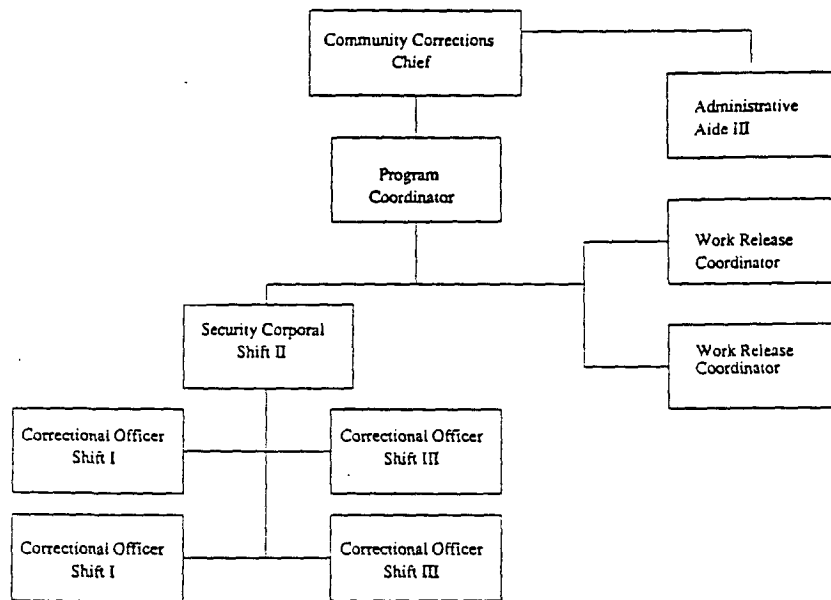 Community Corrections
Chief
Administrative
Aide III
Program
Coordinator
Work Release
Coordinator
Security Corporal
Shift II
Work Release
Coordinator
Correctional Officer
Shift I
Correctional Officer
Shift III
Correctional Officer
Shift I
Correctional Officer
Shift III